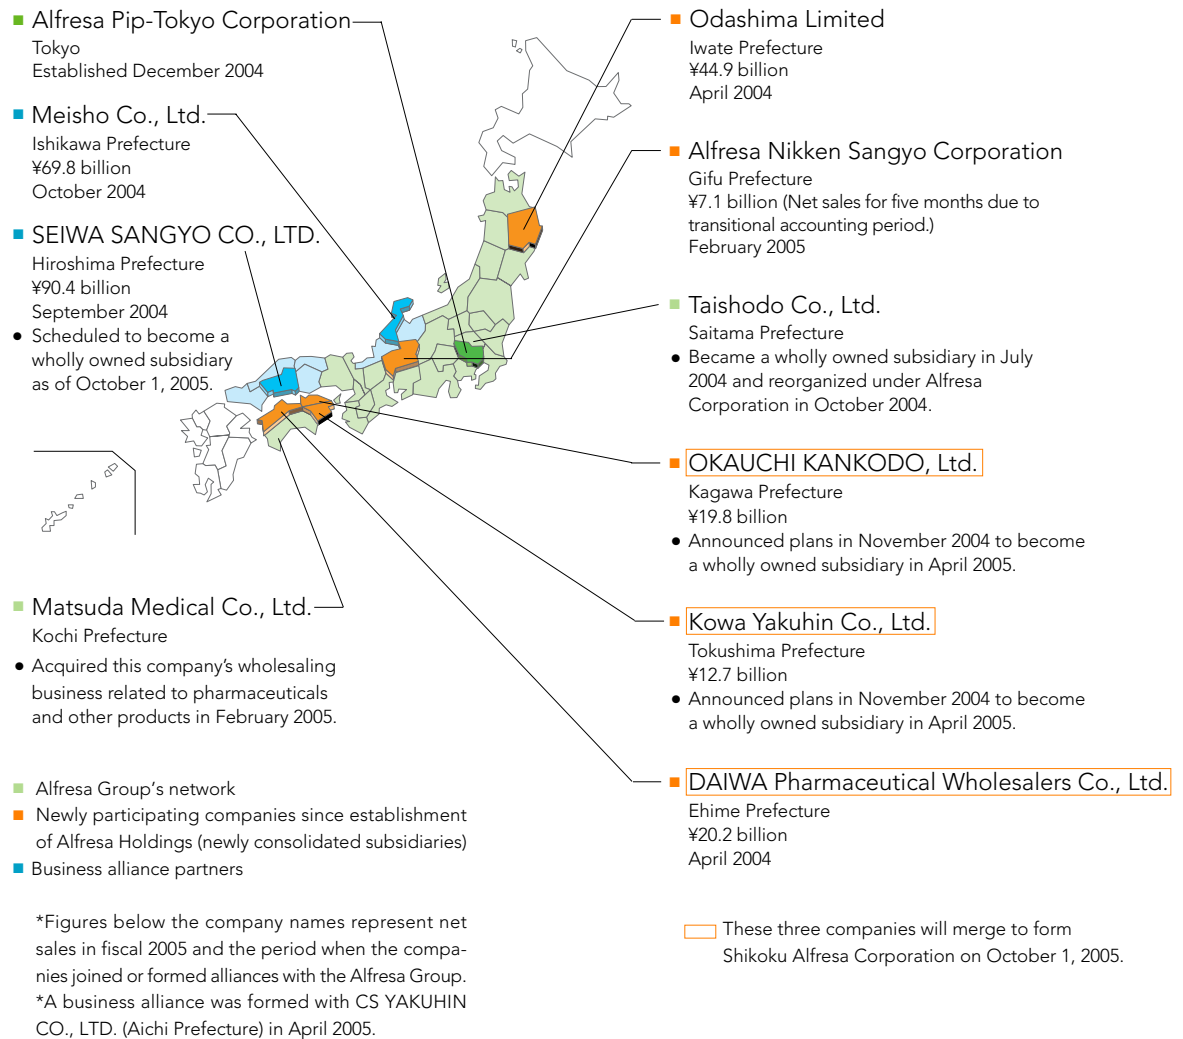 Alfresa Pip-Tokyo Corporation
Tokyo
Established December 2004
Meisho Co., Ltd.
Ishikawa Prefecture
¥69.8 billion
October 2004
SEIWA SANGYO CO., LTD.
Hiroshima Prefecture
¥90.4 billion
September 2004
● Scheduled to become a
wholly owned subsidiary
as of October 1, 2005.
Matsuda Medical Co., Ltd.
Kochi Prefecture
● Acquired this company's wholesaling
business related to pharmaceuticals
and other products in February 2005.
Odashima Limited
Iwate Prefecture
¥44.9 billion
April 2004
Alfresa Nikken Sangyo Corporation
Gifu Prefecture
¥7.1 billion (Net sales for five months due to
transitional accounting period.)
February 2005
Taishodo Co., Ltd.
Saitama Prefecture
● Became a wholly owned subsidiary in July
2004 and reorganized under Alfresa
Corporation in October 2004.
OKAUCHI KANKODO, Ltd.
Kagawa Prefecture
¥19.8 billion
● Announced plans in November 2004 to become
a wholly owned subsidiary in April 2005.
Kowa Yakuhin Co., Ltd.
Tokushima Prefecture
¥12.7 billion
● Announced plans in November 2004 to become
a wholly owned subsidiary in April 2005.
DAIWA Pharmaceutical Wholesalers Co., Ltd.
Ehime Prefecture
¥20.2 billion
April 2004
Alfresa Group's network
Newly participating companies since establishment
of Alfresa Holdings (newly consolidated subsidiaries)
Business alliance partners
*Figures below the company names represent net
sales in fiscal 2005 and the period when the compa-
nies joined or formed alliances with the Alfresa Group.
*A business alliance was formed with CS YAKUHIN
CO., LTD. (Aichi Prefecture) in April 2005.
These three companies will merge to form
Shikoku Alfresa Corporation on October 1, 2005.